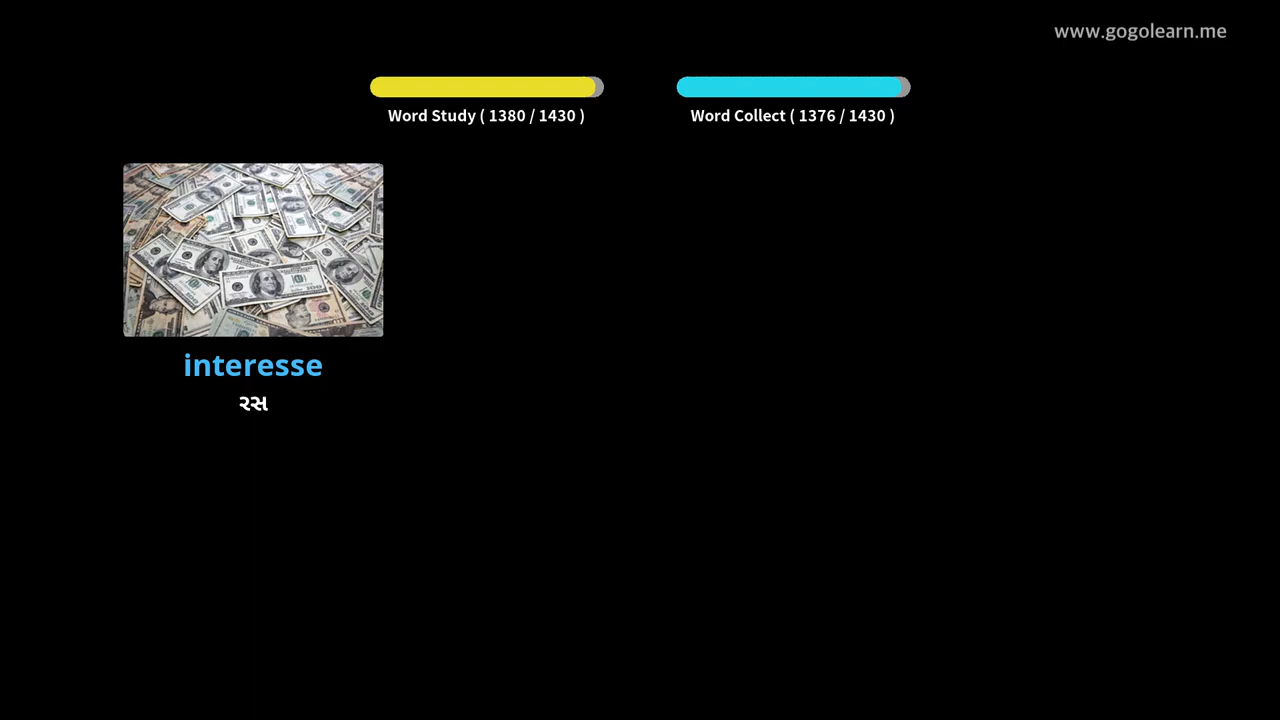 www.gogolearn.me
Word Study ( 1380 / 1430 )
Word Collect ( 1376 / 1430 )
interesse
રસ